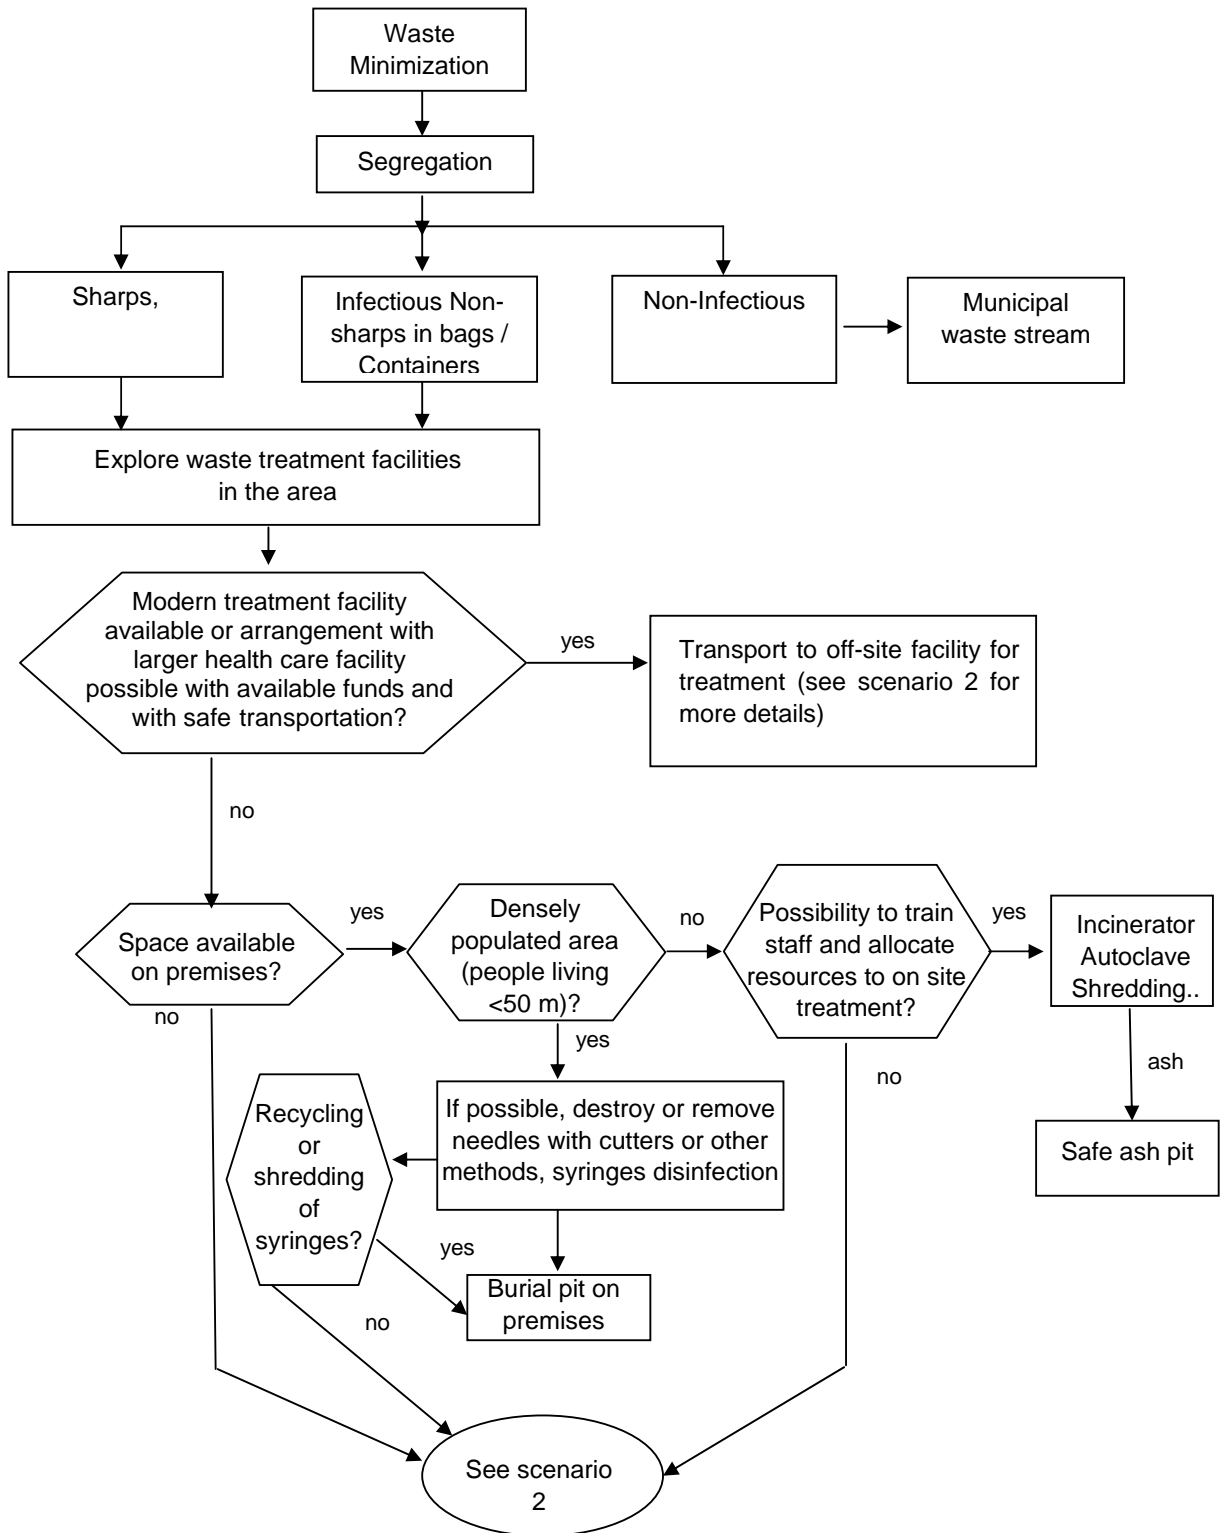 Waste
Minimization
Segregation
Sharps,
Infectious Non-
sharps in bags /
Containers
Non-Infectious
Municipal
waste stream
Explore waste treatment facilities
in the area
Modern treatment facility
available or arrangement with
larger health care facility
possible with available funds and
with safe transportation?
yes
Transport to off-site facility for
treatment (see scenario 2 for
more details)
no
Space available
on premises?
yes
no
Densely
populated area
(people living
<50 m)?
no
yes
Possibility to train
staff and allocate
resources to on site
treatment?
yes
no
Incinerator
Autoclave
Shredding..
ash
Safe ash pit
If possible, destroy or remove
needles with cutters or other
methods, syringes disinfection
Recycling
or
shredding
of
syringes?
yes
no
Burial pit on
premises
See scenario
2